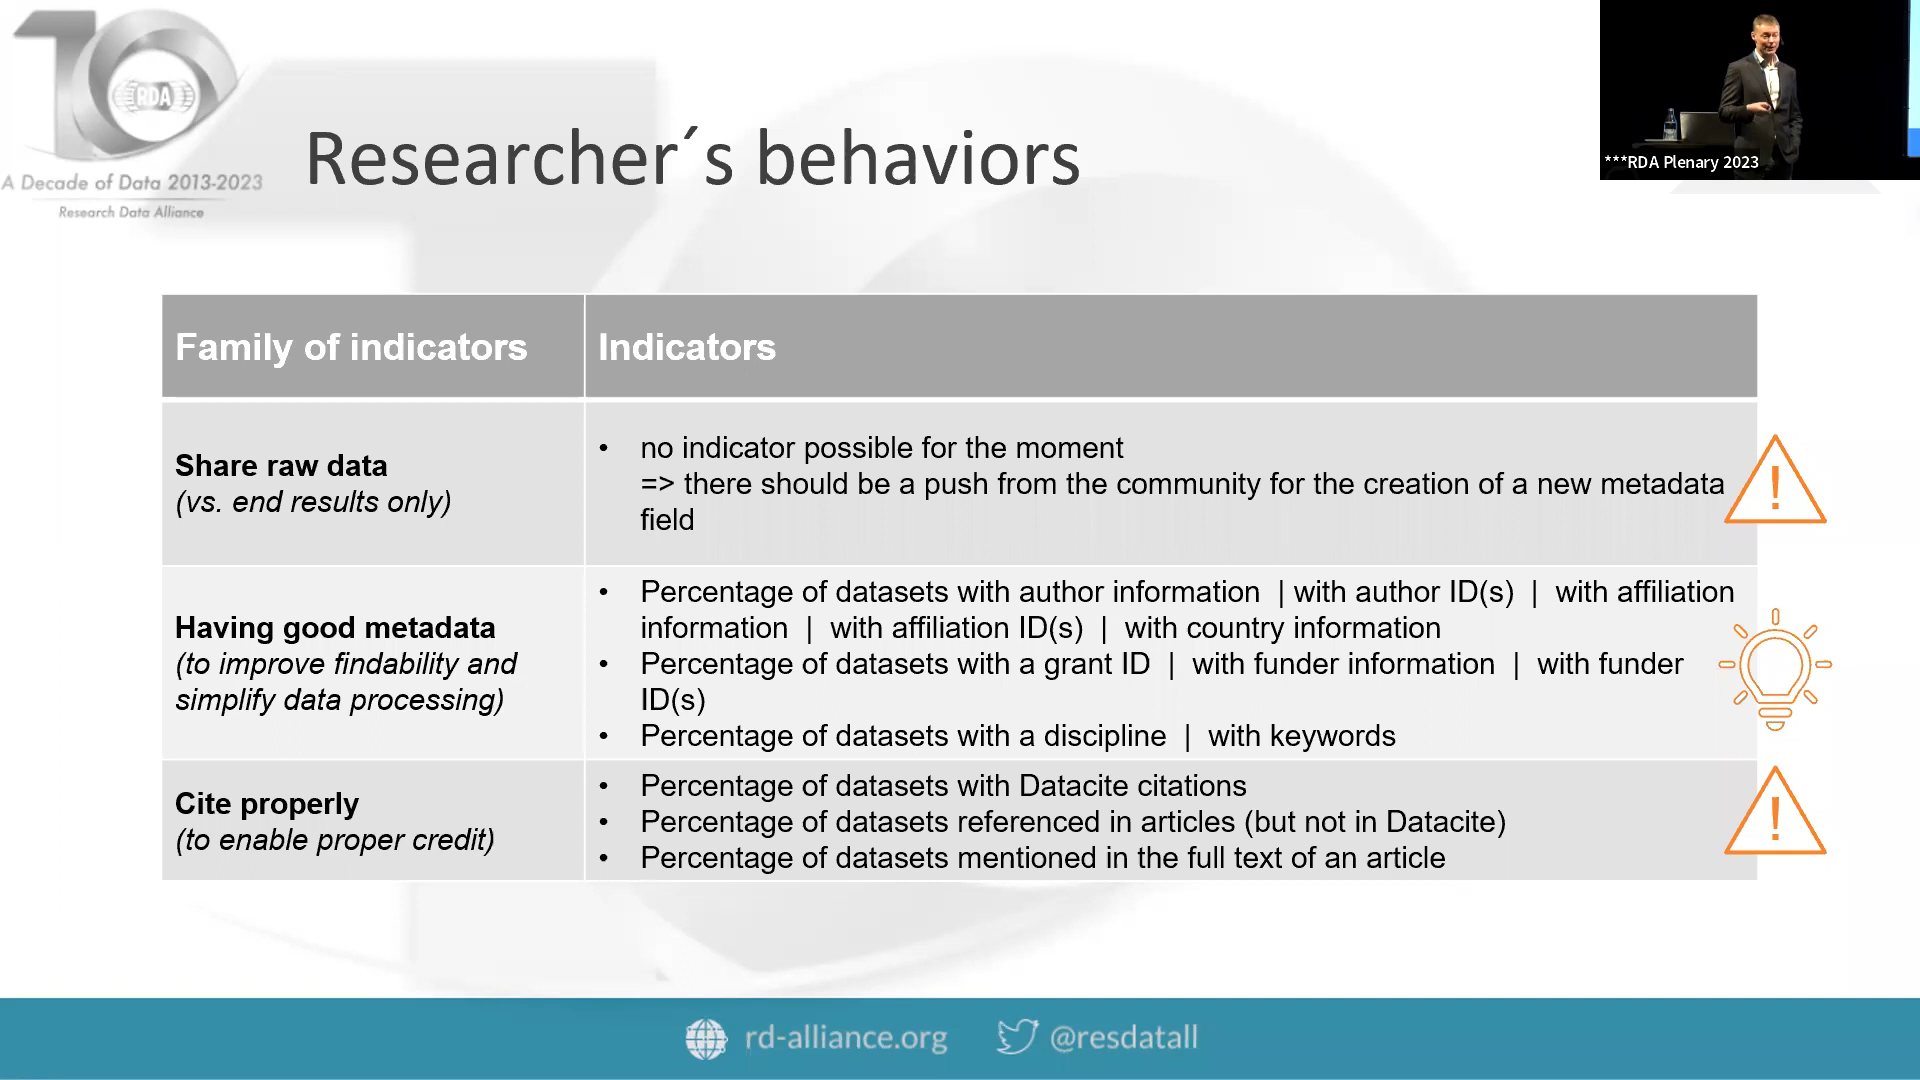 RDA
A Decade of Data 2013-2023
Research Data Alliance
Researcher´s behaviors
***RDA Plenary 2023
Family of indicators
Indicators
Share raw data
(vs. end results only)
• no indicator possible for the moment
=> there should be a push from the community for the creation of a new metadata
field
Having good metadata
(to improve findability and
simplify data processing)
• Percentage of datasets with author information | with author ID(s) | with affiliation
information | with affiliation ID(s) | with country information
• Percentage of datasets with a grant ID | with funder information | with funder
ID(s)
• Percentage of datasets with a discipline | with keywords
Cite properly
(to enable proper credit)
• Percentage of datasets with Datacite citations
• Percentage of datasets referenced in articles (but not in Datacite)
• Percentage of datasets mentioned in the full text of an article
rd-alliance.org @resdatall